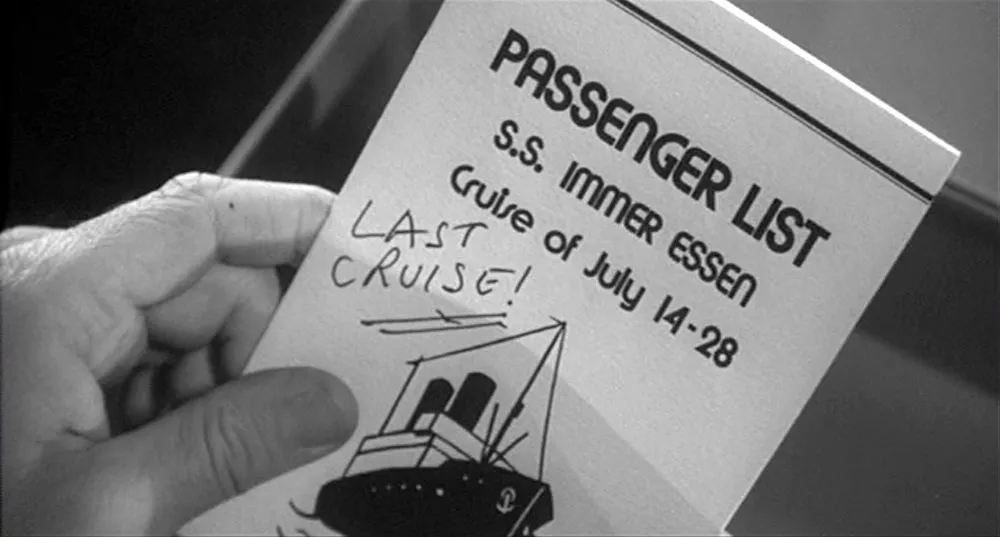 PASSENGER LIST
S.S. IMMER ESSEN
Cruise of July 14-28
LAST
CRUISE!